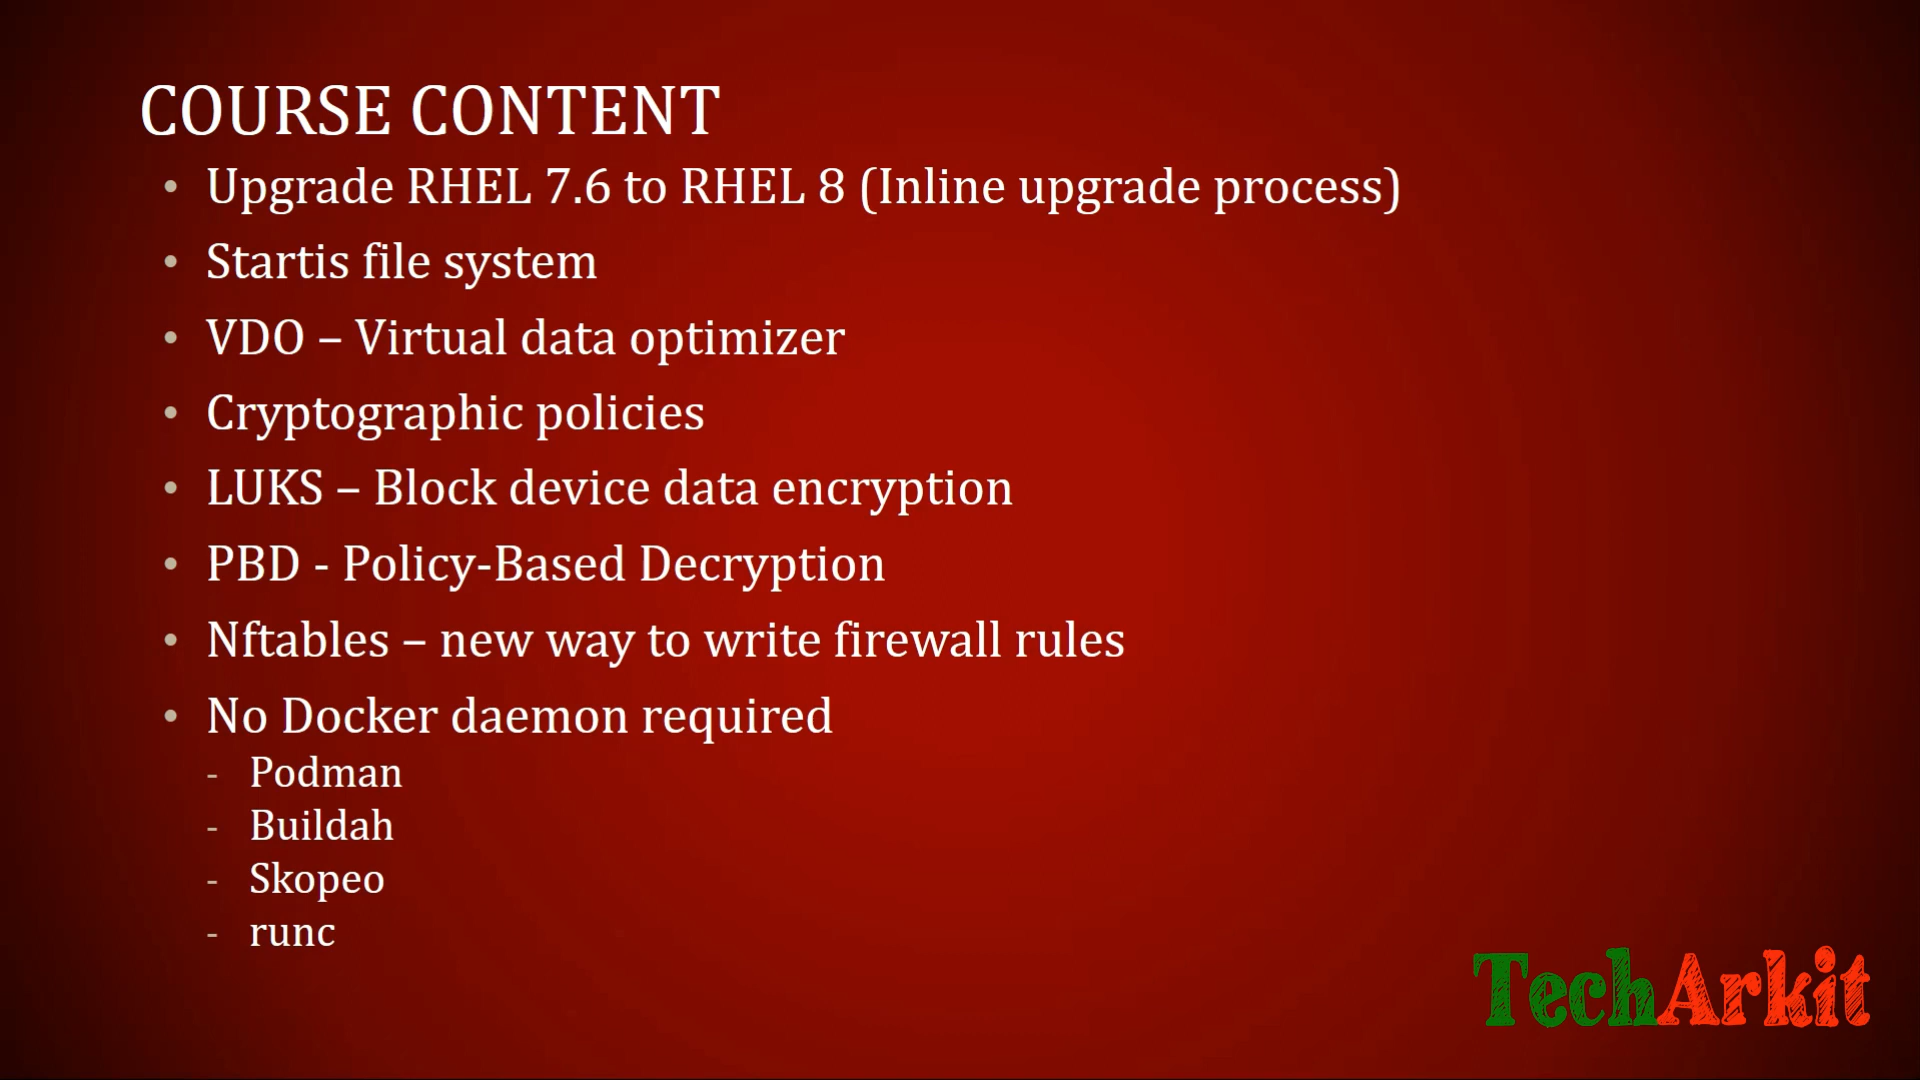 COURSE CONTENT
• Upgrade RHEL 7.6 to RHEL 8 (Inline upgrade process)
• Startis file system
• VDO – Virtual data optimizer
• Cryptographic policies
• LUKS – Block device data encryption
• PBD - Policy-Based Decryption
• Nftables – new way to write firewall rules
• No Docker daemon required
- Podman
- Buildah
- Skopeo
- runc
TechArkit